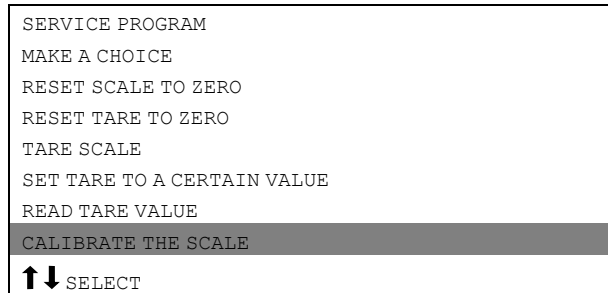 SERVICE PROGRAM
MAKE A CHOICE
RESET SCALE TO ZERO
RESET TARE TO ZERO
TARE SCALE
SET TARE TO A CERTAIN VALUE
READ TARE VALUE
CALIBRATE THE SCALE
⬆⬇ SELECT